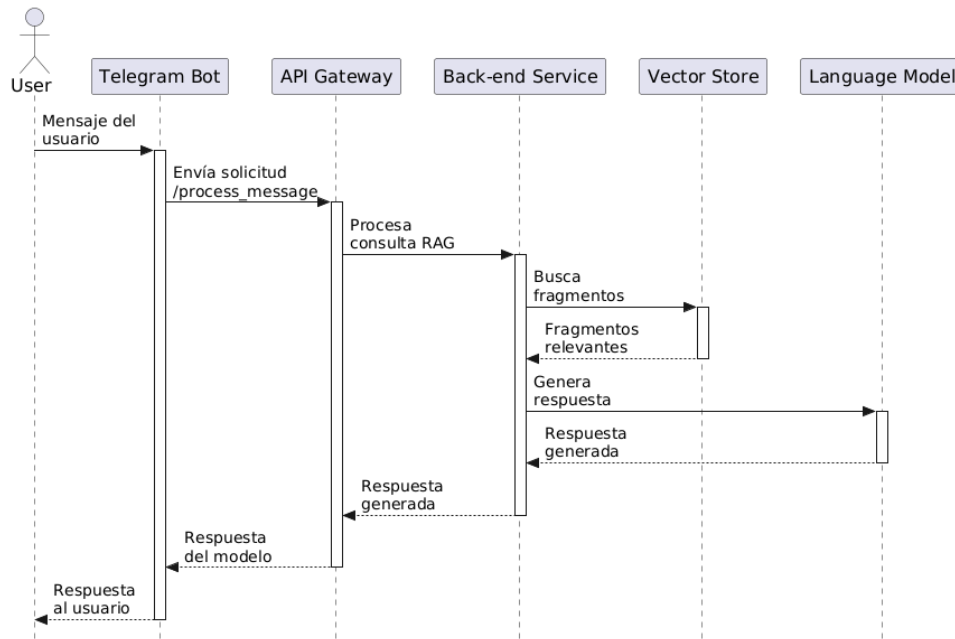 User
Telegram Bot
API Gateway
Back-end Service
Vector Store
Language Model
Mensaje del
usuario
Envía solicitud
/process_message
Procesa
consulta RAG
Busca
fragmentos
Fragmentos
relevantes
Genera
respuesta
Respuesta
generada
Respuesta
generada
Respuesta
del modelo
Respuesta
al usuario